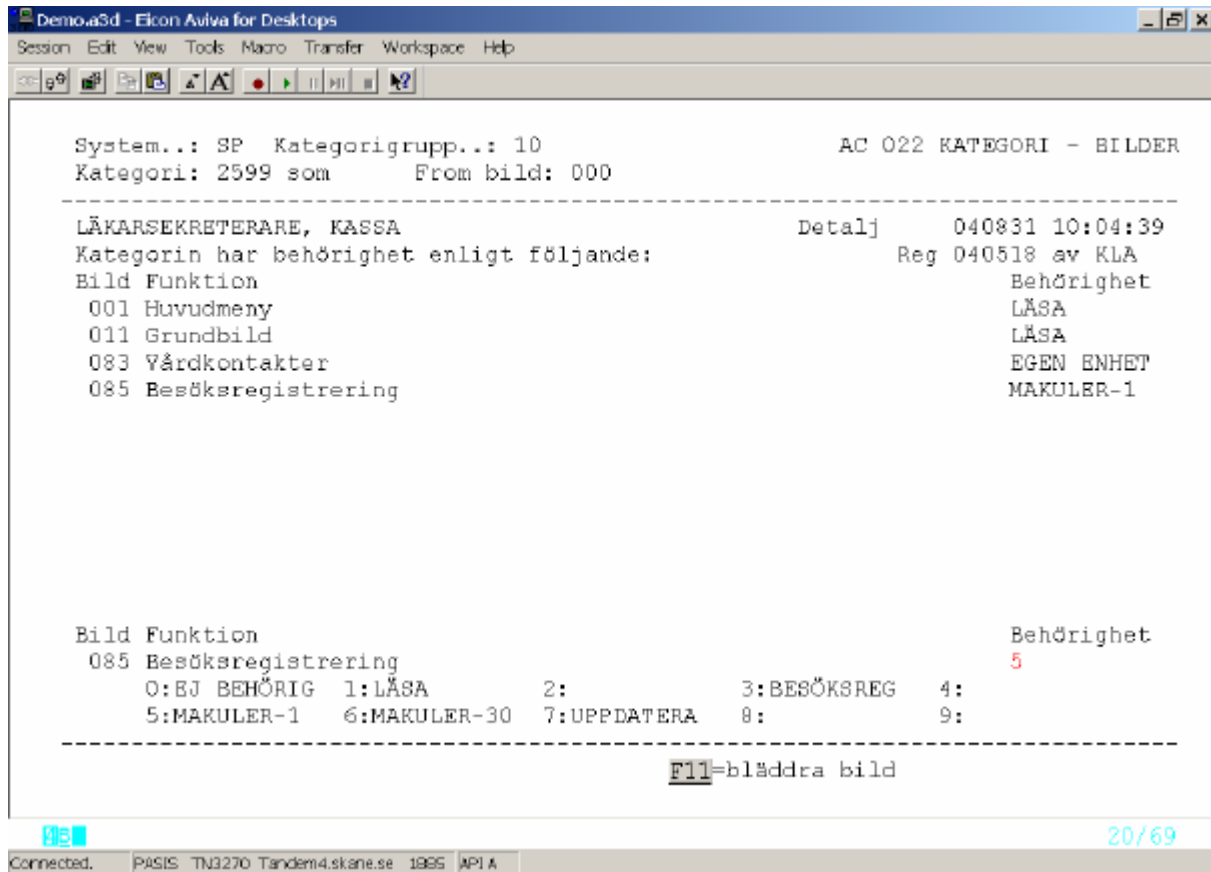 Demo.a3d - Eicon Aviva for Desktops
Session Edit View Tools Macro Transfer Workspace Help
System..: SP Kategorigrupp..: 10 AC 022 KATEGORI - BILDER
Kategori: 2599 som From bild: 000
LÄKARSEKRETERARE, KASSA Detalj 040831 10:04:39
Kategorin har behörighet enligt följande: Reg 040518 av KLA
Bild Funktion Behörighet
001 Huvudmeny LÄSA
011 Grundbild LÄSA
083 Vårdkontakter EGEN ENHET
085 Besöksregistrering MAKULER-1
Bild Funktion Behörighet
085 Besöksregistrering 5
0:EJ BEHÖRIG 1:LÄSA 2: 3:BESÖKSREG 4:
5:MAKULER-1 6:MAKULER-30 7:UPPDATERA 8: 9:
F11=bläddra bild
20/69
Connected. PASIS TN3270 Tandem4.skane.se 1885 API A